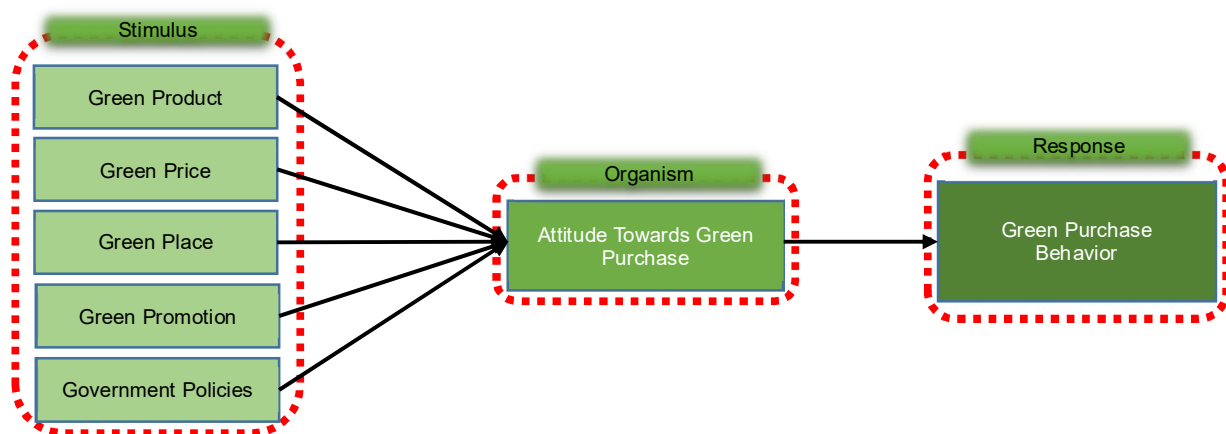 Stimulus
Green Product
Green Price
Green Place
Green Promotion
Government Policies
Organism
Attitude Towards Green
Purchase
Response
Green Purchase
Behavior